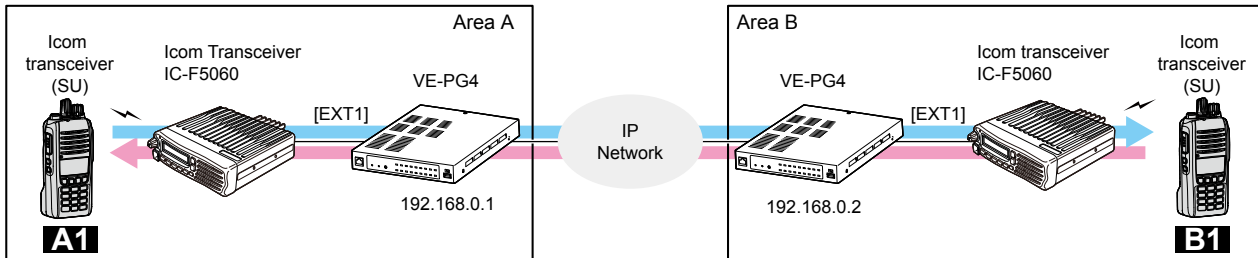 Area A
Icom
transceiver
(SU)
Icom Transceiver
IC-F5060
VE-PG4
[EXT1]
192.168.0.1
A1
IP
Network
Area B
VE-PG4
[EXT1]
Icom transceiver
IC-F5060
Icom
transceiver
(SU)
192.168.0.2
B1